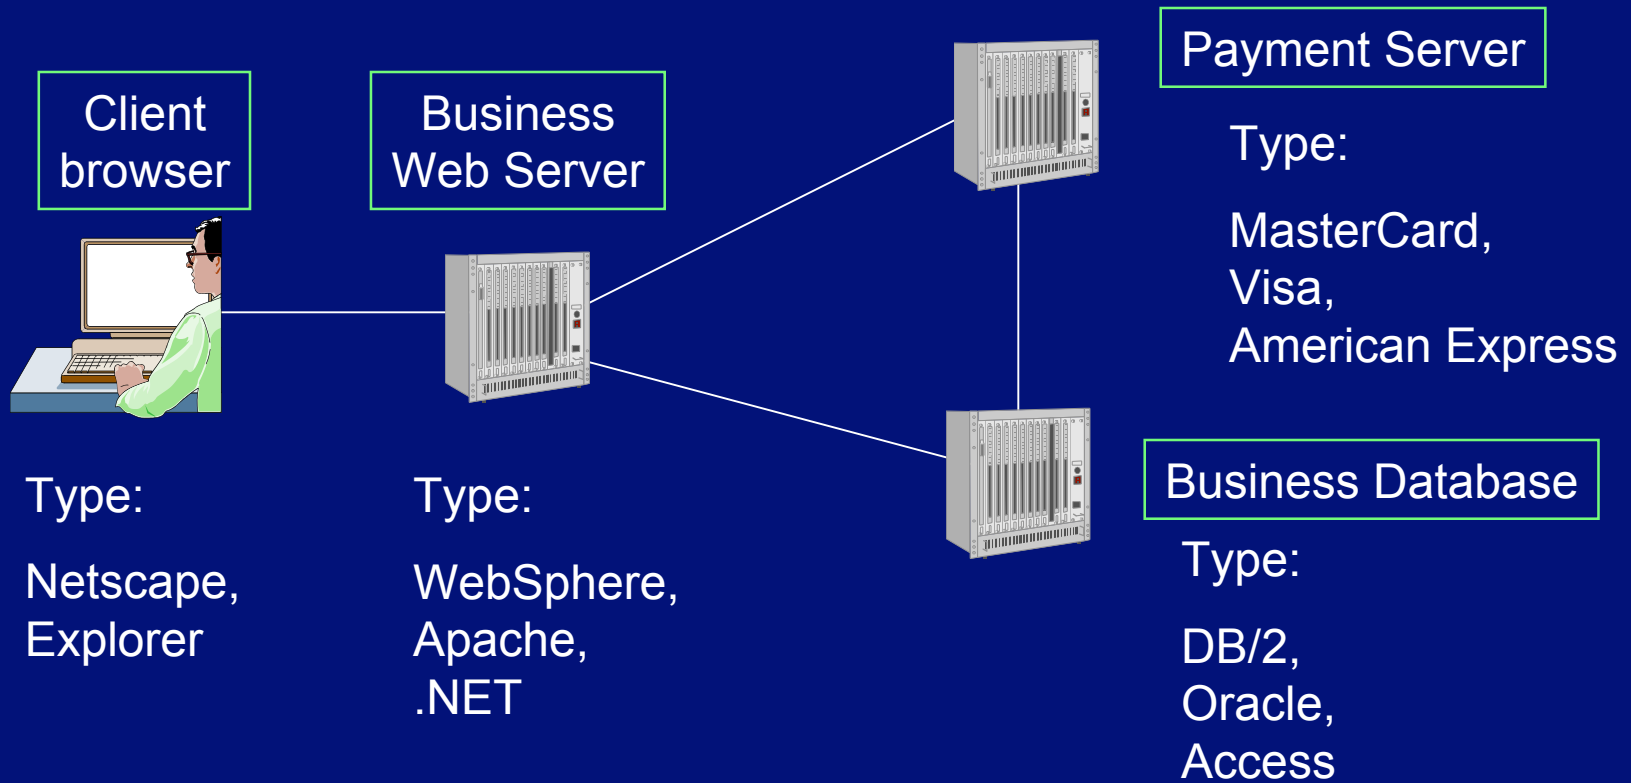 Client
browser
Type:
Netscape,
Explorer
Business
Web Server
Type:
WebSphere,
Apache,
.NET
Payment Server
Type:
MasterCard,
Visa,
American Express
Business Database
Type:
DB/2,
Oracle,
Access